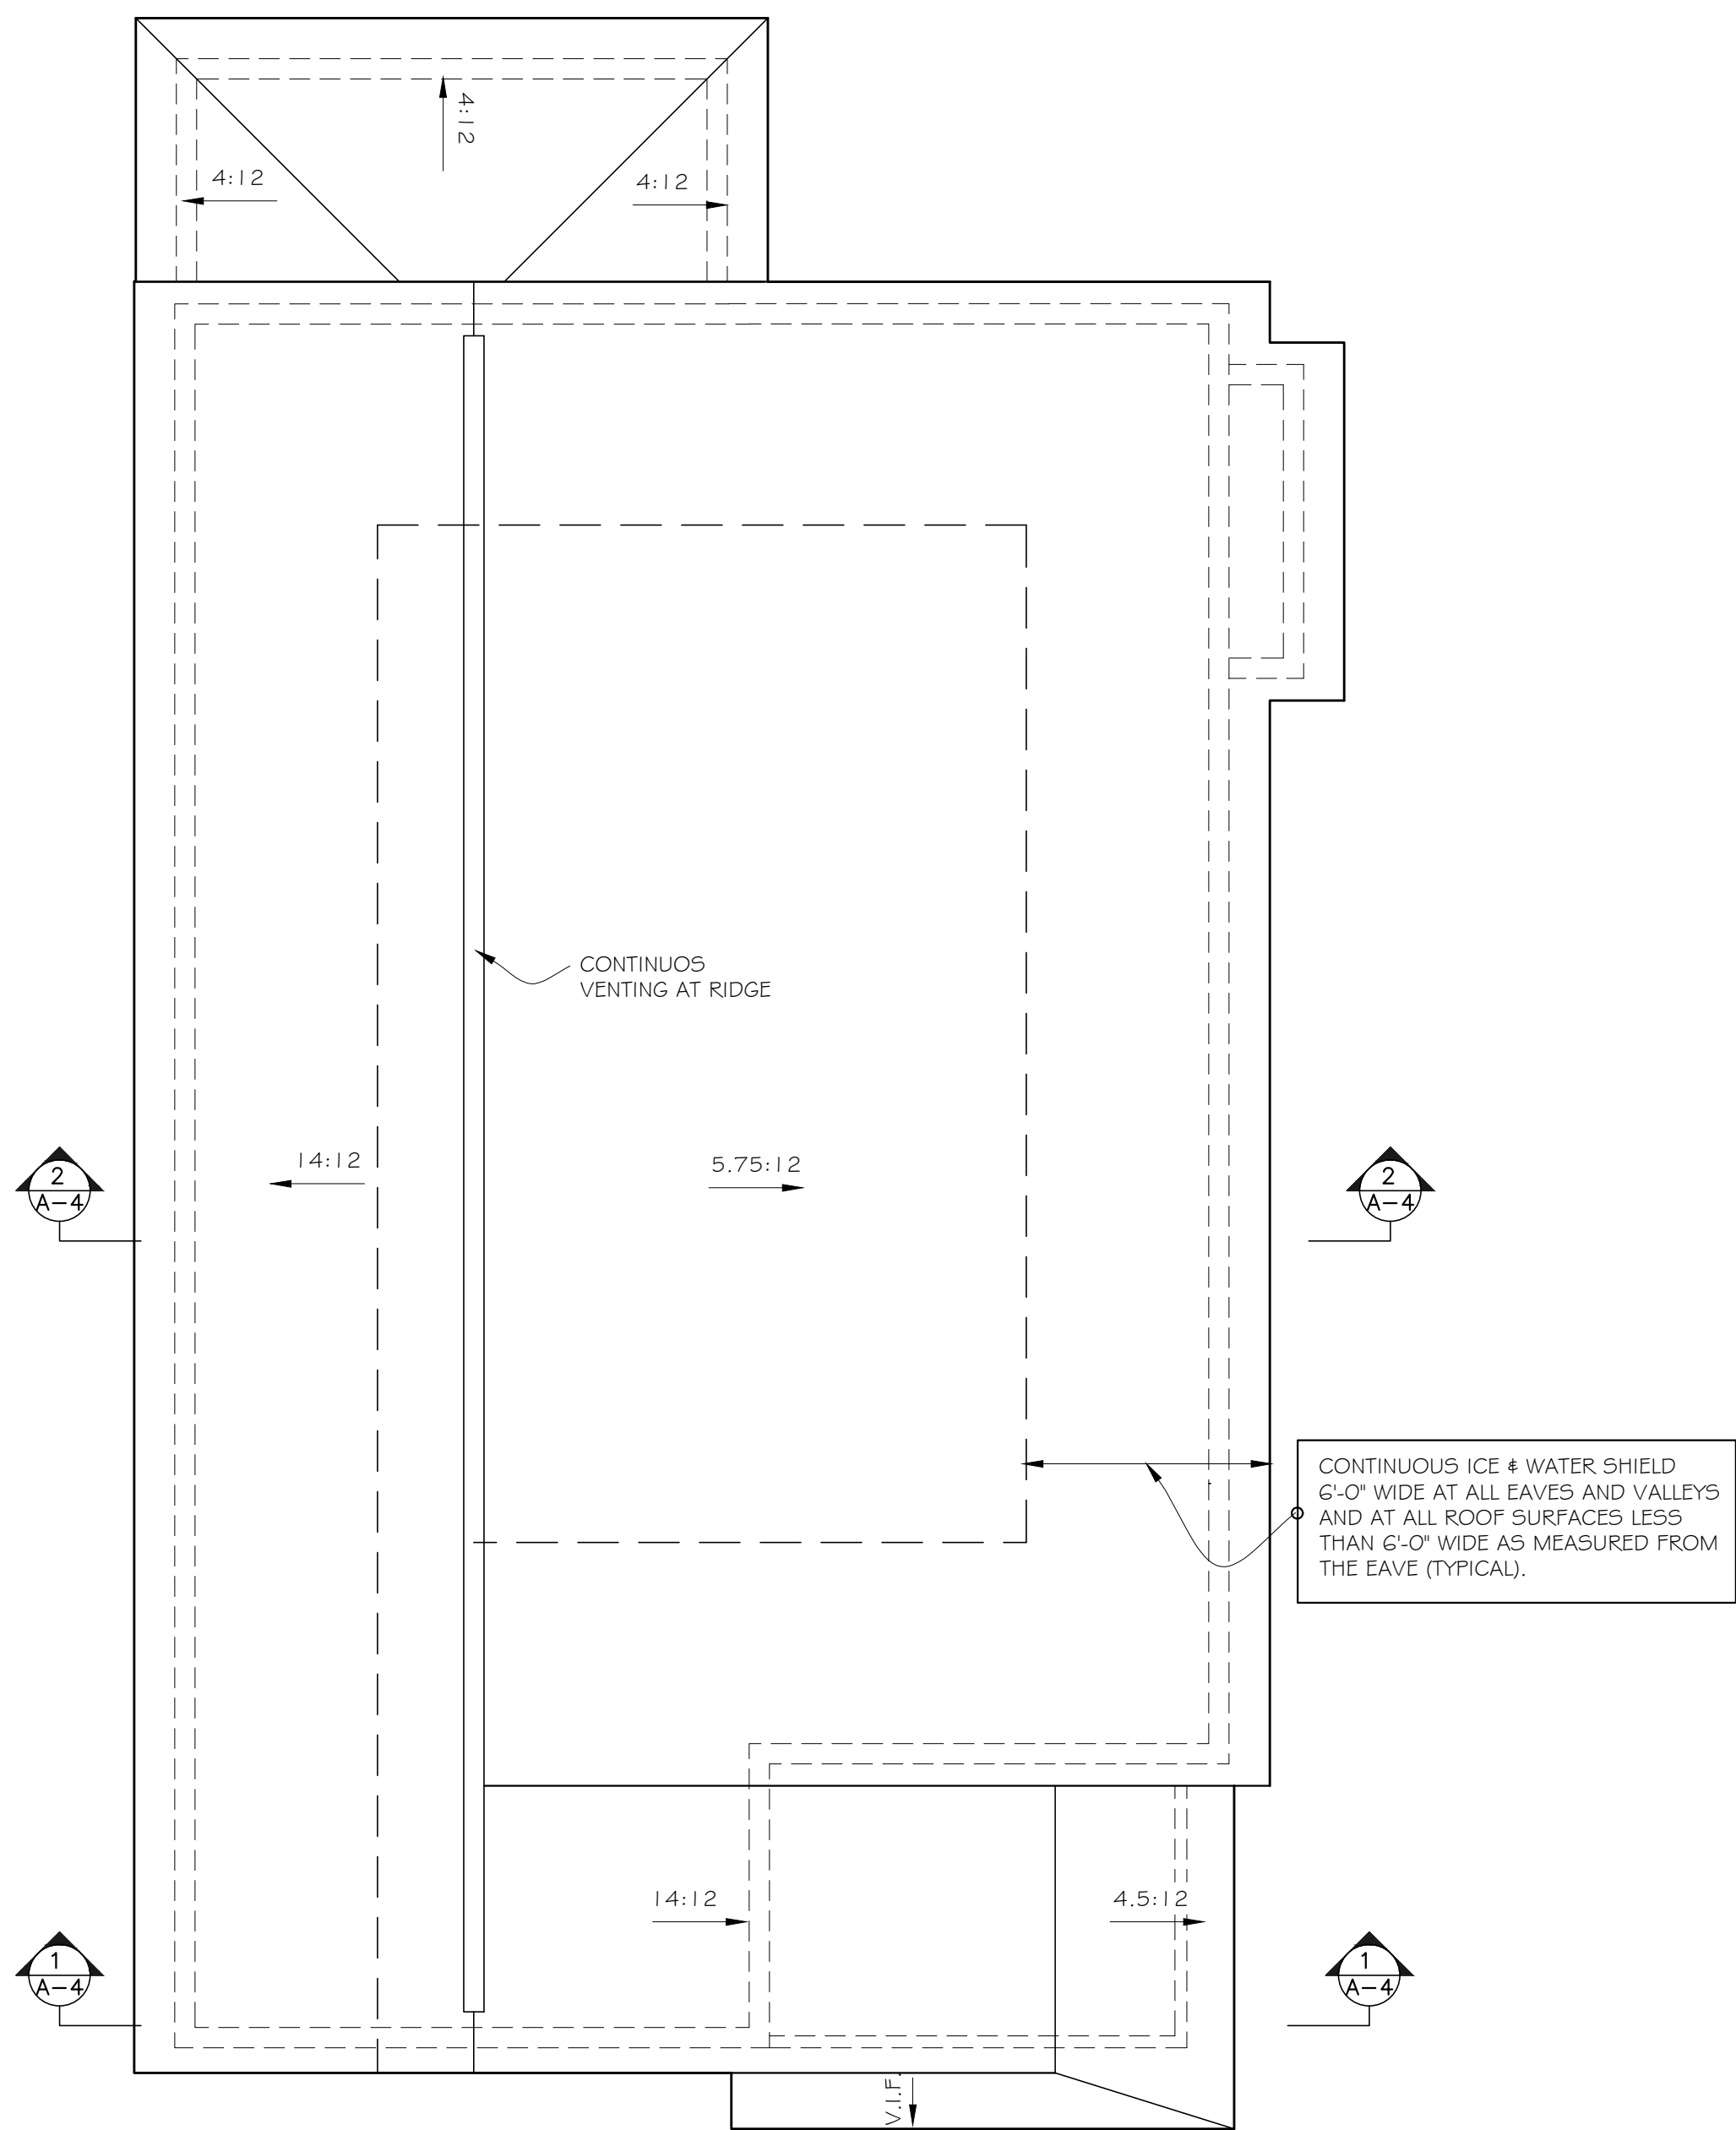 4:12
4:12
4:12
CONTINUOS
VENTING AT RIDGE
14:12
5.75:12
2
A-4
2
A-4
CONTINUOUS ICE & WATER SHIELD
6'-0" WIDE AT ALL EAVES AND VALLEYS
AND AT ALL ROOF SURFACES LESS
THAN 6'-0" WIDE AS MEASURED FROM
THE EAVE (TYPICAL).
14:12
4.5:12
1
A-4
1
A-4
V.I.F.